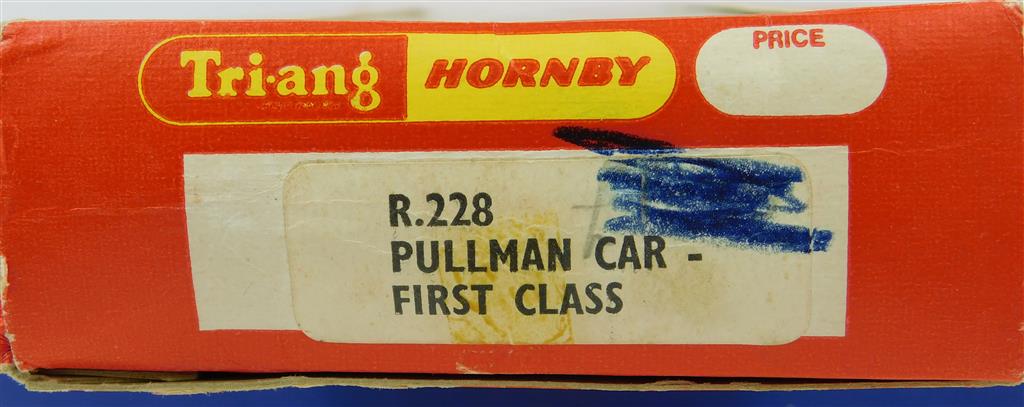 Tri-ang HORNBY
PRICE
R.228
PULLMAN CAR -
FIRST CLASS